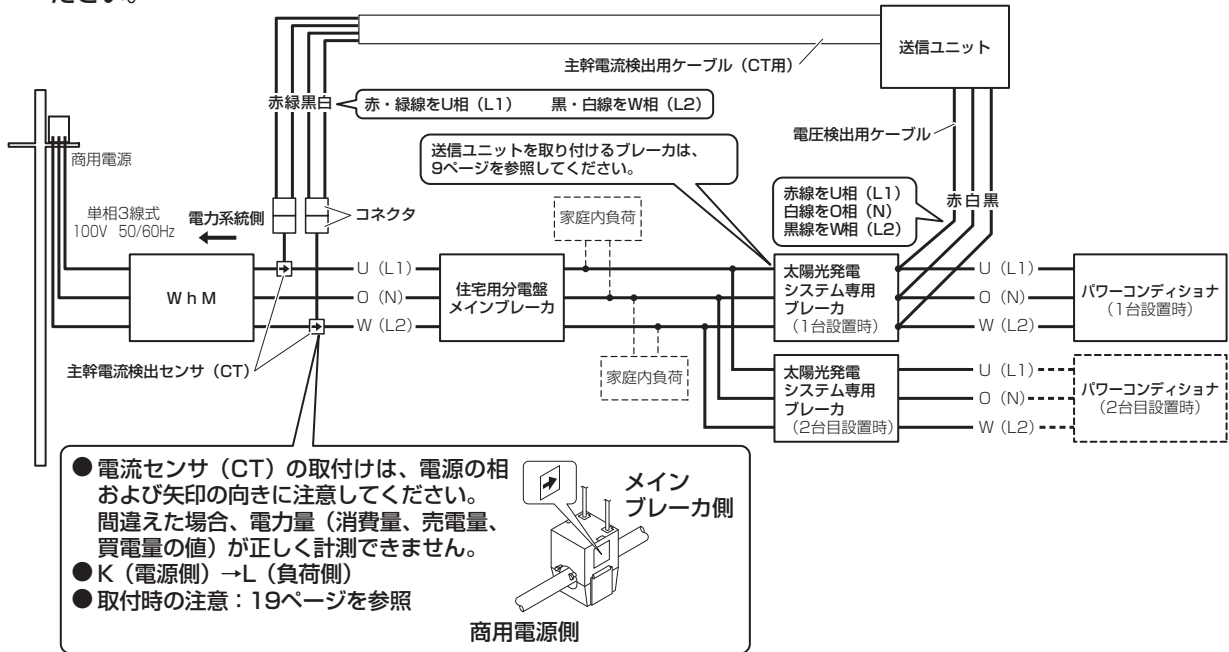 ださい。
送信ユニット
主幹電流検出用ケーブル（CT用）
赤緑黒白
赤・緑線をU相（L1）　黒・白線をW相（L2）
電圧検出用ケーブル
商用電源
送信ユニットを取り付けるブレーカは、
9ページを参照してください。
赤線をU相（L1）
白線をO相（N）
黒線をW相（L2）
赤白黒
単相3線式
100V 50/60Hz
電力系統側
コネクタ
家庭内負荷
WhM
U（L1）
O（N）
W（L2）
住宅用分電盤
メインブレーカ
太陽光発電
システム専用
ブレーカ
（1台設置時）
U（L1）
O（N）
W（L2）
パワーコンディショナ
（1台設置時）
主幹電流検出センサ（CT）
家庭内負荷
太陽光発電
システム専用
ブレーカ
（2台目設置時）
U（L1）
O（N）
W（L2）
パワーコンディショナ
（2台目設置時）
●電流センサ（CT）の取付けは、電源の相
および矢印の向きに注意してください。
間違えた場合、電力量（消費量、売電量、
買電量の値）が正しく計測できません。
●K（電源側）→L（負荷側）
●取付時の注意：19ページを参照
メイン
ブレーカ側
商用電源側